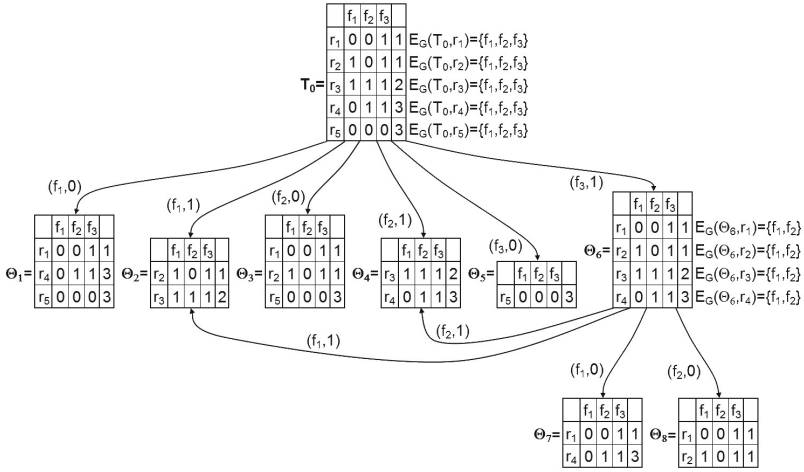 f₁ f₂ f₃
r₁ 0 0 1 1 E_G(T₀,r₁)={f₁,f₂,f₃}
r₂ 1 0 1 1 E_G(T₀,r₂)={f₁,f₂,f₃}
T₀= r₃ 1 1 1 2 E_G(T₀,r₃)={f₁,f₂,f₃}
r₄ 0 1 1 3 E_G(T₀,r₄)={f₁,f₂,f₃}
r₅ 0 0 0 3 E_G(T₀,r₅)={f₁,f₂,f₃}
(f₁,0)
(f₁,1)
(f₂,0)
(f₂,1)
(f₃,0)
(f₃,1)
f₁ f₂ f₃
r₁ 0 0 1 1
Θ₁= r₄ 0 1 1 3
r₅ 0 0 0 3
f₁ f₂ f₃
Θ₂= r₂ 1 0 1 1
r₃ 1 1 1 2
f₁ f₂ f₃
r₁ 0 0 1 1
Θ₃= r₂ 1 0 1 1
r₅ 0 0 0 3
f₁ f₂ f₃
Θ₄= r₃ 1 1 1 2
r₄ 0 1 1 3
Θ₅= f₁ f₂ f₃
r₅ 0 0 0 3
f₁ f₂ f₃
r₁ 0 0 1 1 E_G(Θ₆,r₁)={f₁,f₂}
Θ₆= r₂ 1 0 1 1 E_G(Θ₆,r₂)={f₁,f₂}
r₃ 1 1 1 2 E_G(Θ₆,r₃)={f₁,f₂}
r₄ 0 1 1 3 E_G(Θ₆,r₄)={f₁,f₂}
(f₁,1)
(f₂,1)
(f₁,0)
(f₂,0)
f₁ f₂ f₃
Θ₇= r₁ 0 0 1 1
r₄ 0 1 1 3
f₁ f₂ f₃
Θ₈= r₁ 0 0 1 1
r₂ 1 0 1 1